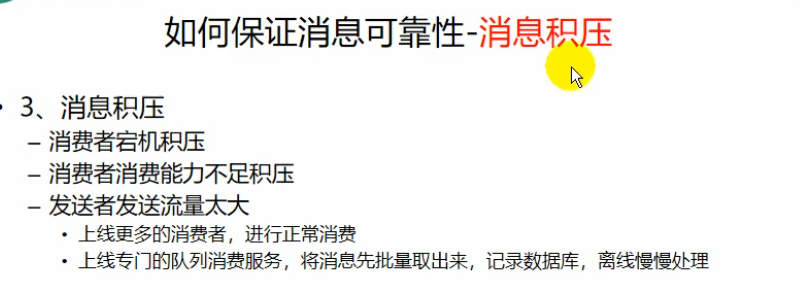 如何保证消息可靠性-消息积压
• 3、消息积压
– 消费者宕机积压
– 消费者消费能力不足积压
– 发送者发送流量太大
• 上线更多的消费者，进行正常消费
• 上线专门的队列消费服务，将消息先批量取出来，记录数据库，离线慢慢处理